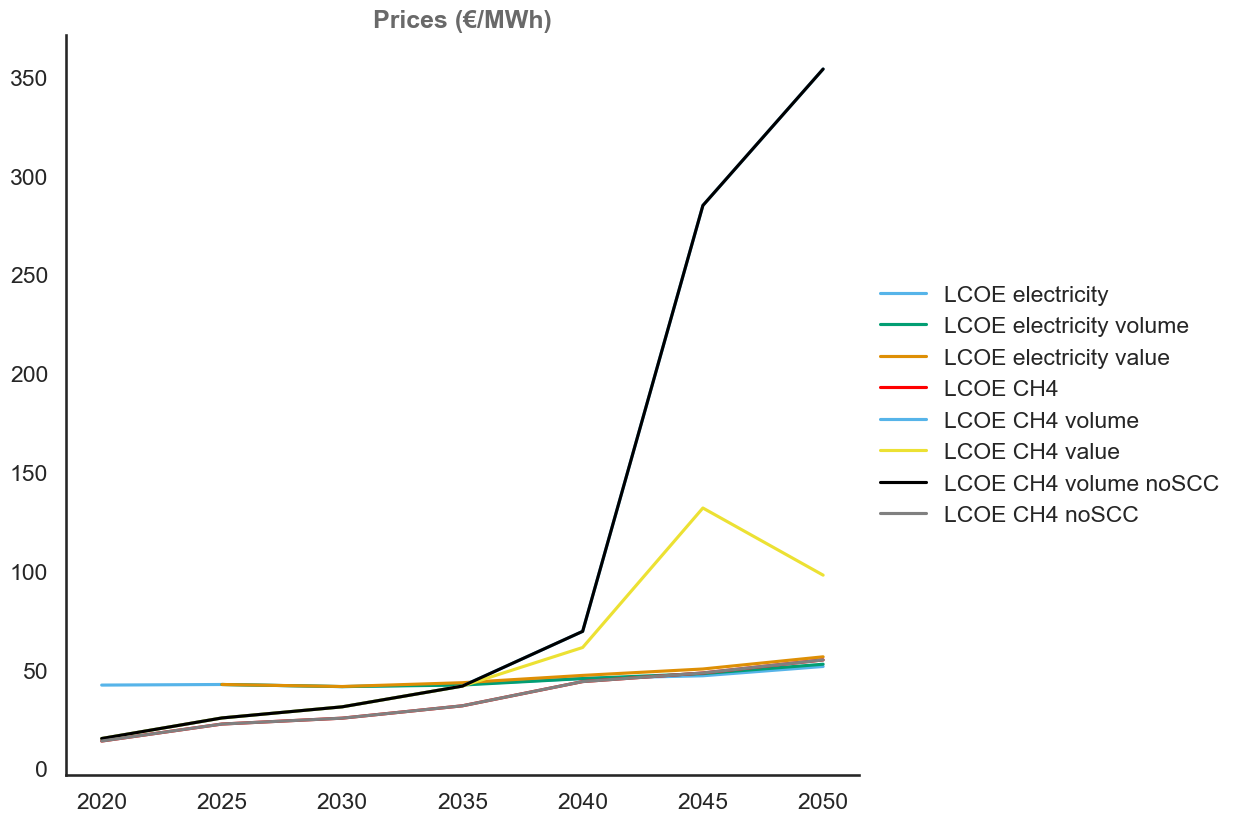 Prices (€/MWh)
350
300
250
200
150
100
50
0
2020 2025 2030 2035 2040 2045 2050
LCOE electricity
LCOE electricity volume
LCOE electricity value
LCOE CH4
LCOE CH4 volume
LCOE CH4 value
LCOE CH4 volume noSCC
LCOE CH4 noSCC